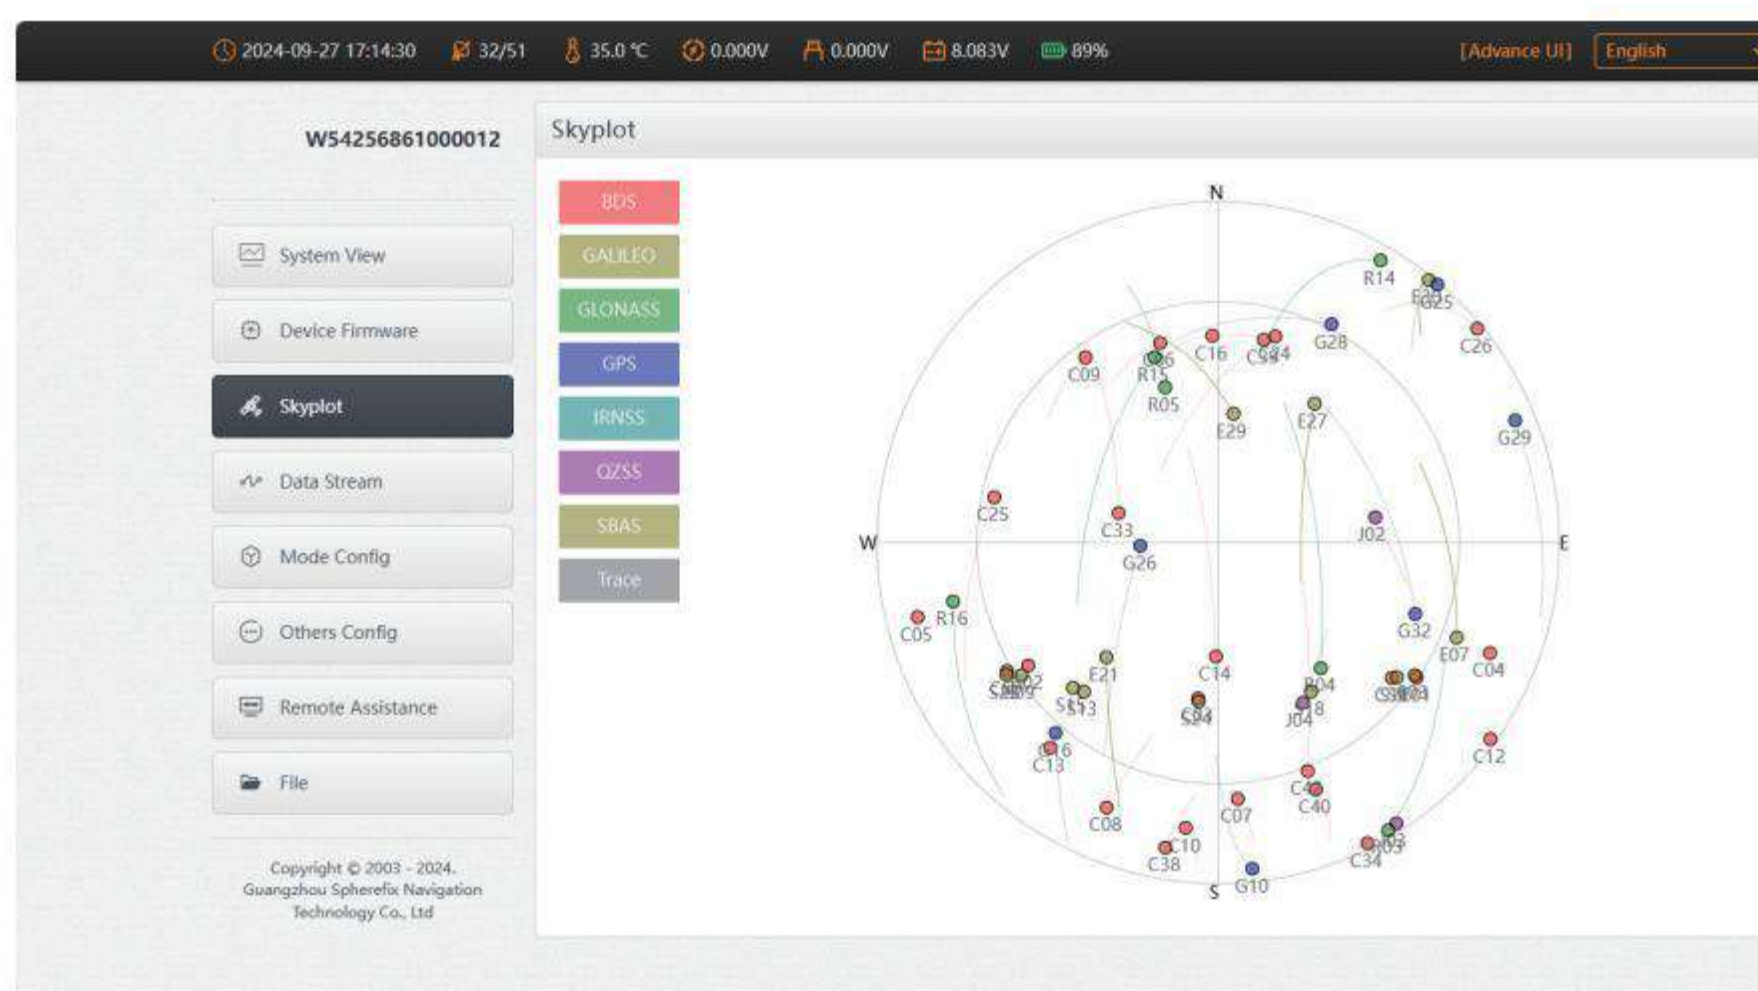 2024-09-27 17:14:30 32/51 35.0 ℃ 0.000V 0.000V 8.083V 89% [Advance UI] English
W54256861000012
System View
Device Firmware
Skyplot
Data Stream
Mode Config
Others Config
Remote Assistance
File
Copyright © 2003 - 2024.
Guangzhou Spherefix Navigation
Technology Co., Ltd
Skyplot
BDS
GALILEO
GLONASS
GPS
IRNSS
QZSS
SBAS
Trace
N
R14
G25
C26
G28
C16
C09
R15
R05
E29
E27
G29
C25
C33
J02
W
E
G26
R16
C05
G32
E07
C04
E21
C14
S13
J04
S24
C13
C12
C40
C07
C08
C10
C38
C34
G10
S